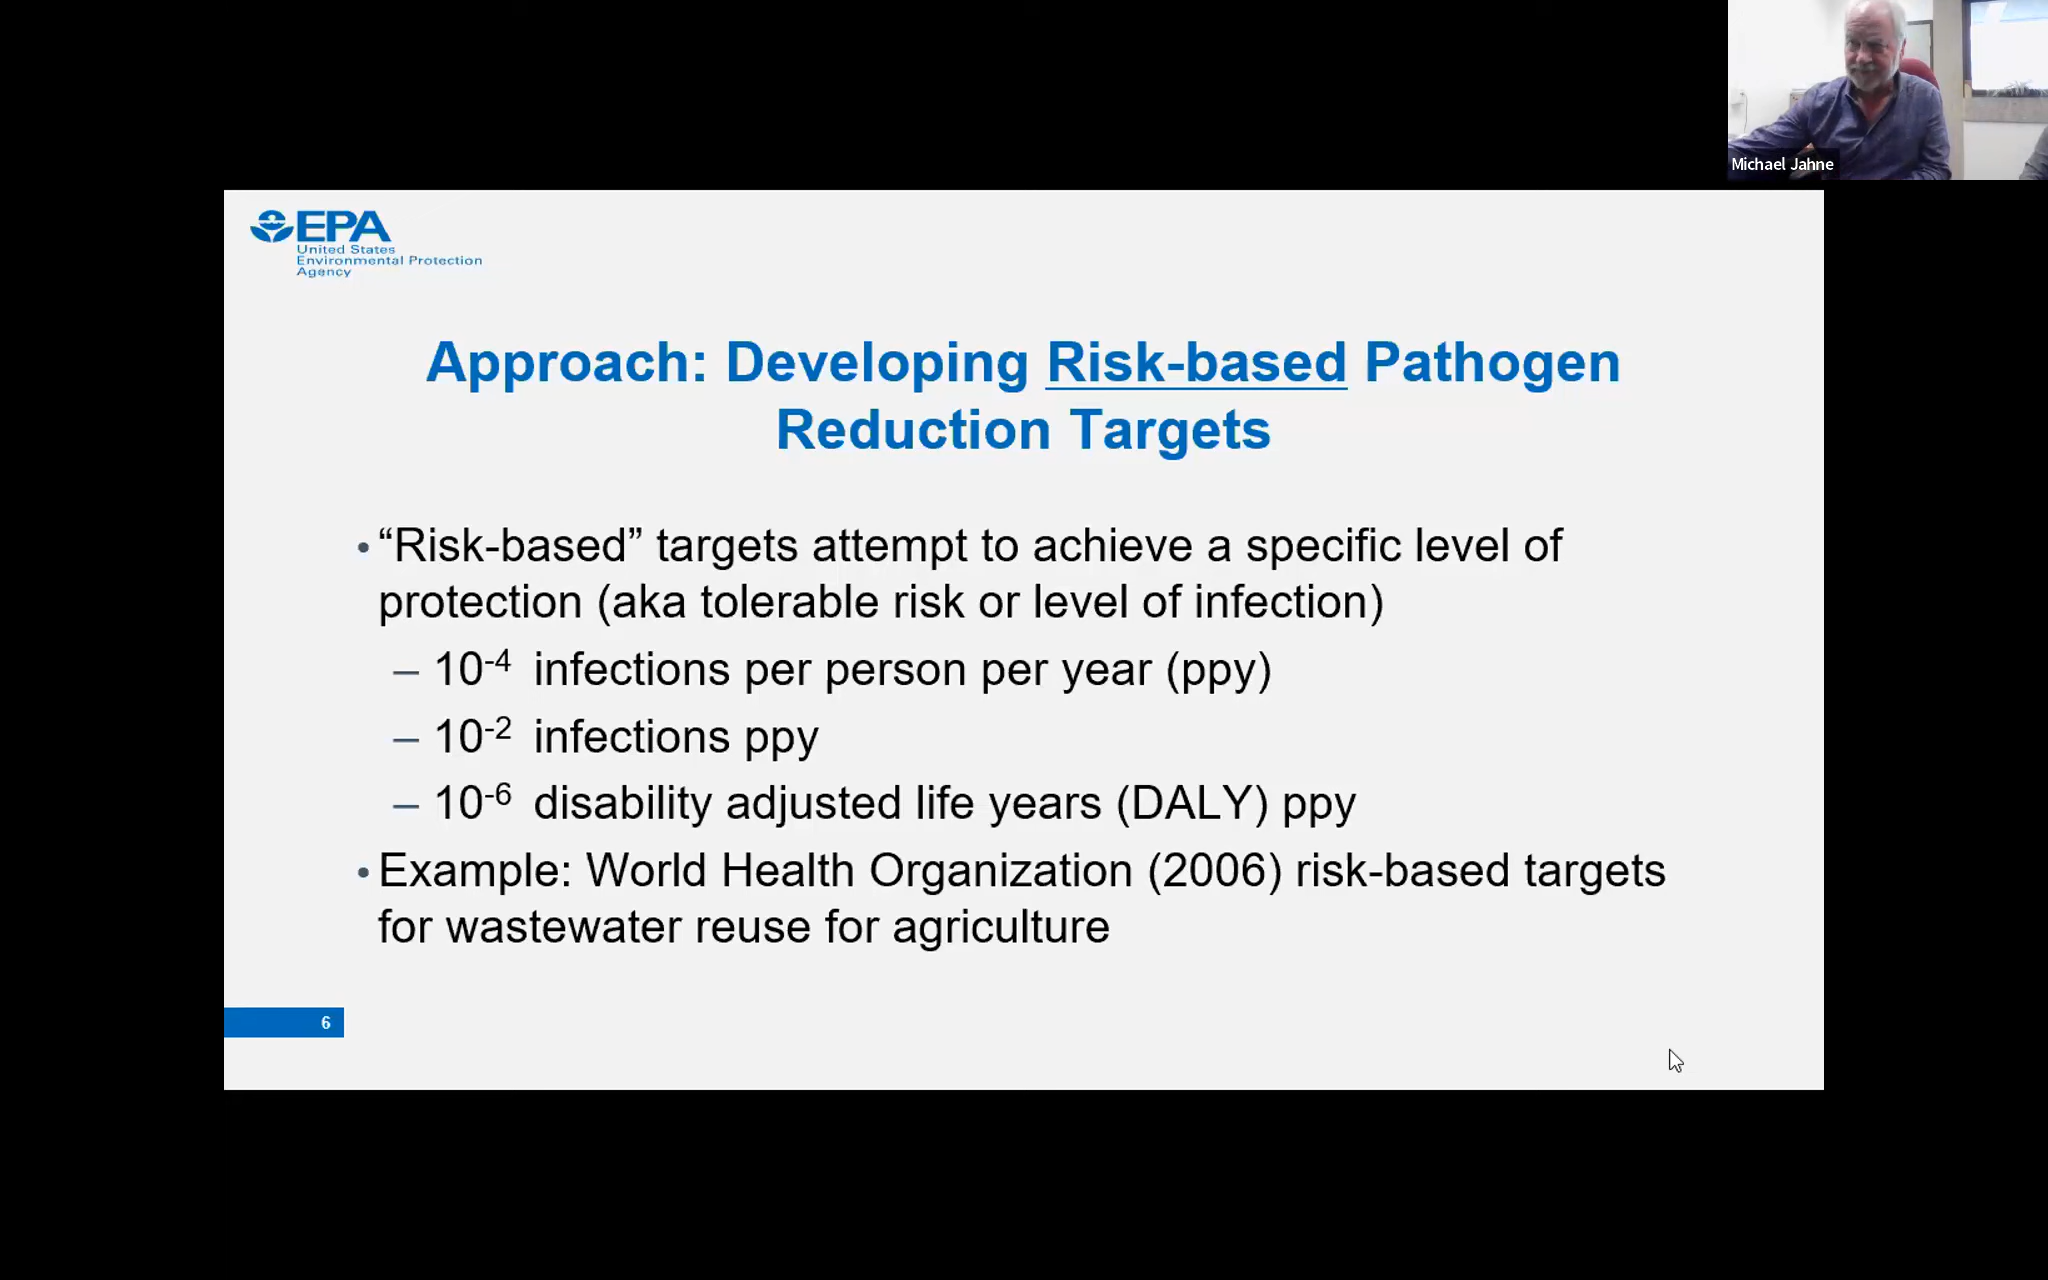 Michael Jahne
EPA
United States
Environmental Protection
Agency
Approach: Developing Risk-based Pathogen
Reduction Targets
• “Risk-based” targets attempt to achieve a specific level of
protection (aka tolerable risk or level of infection)
– 10⁻⁴ infections per person per year (ppy)
– 10⁻² infections ppy
– 10⁻⁶ disability adjusted life years (DALY) ppy
• Example: World Health Organization (2006) risk-based targets
for wastewater reuse for agriculture
6